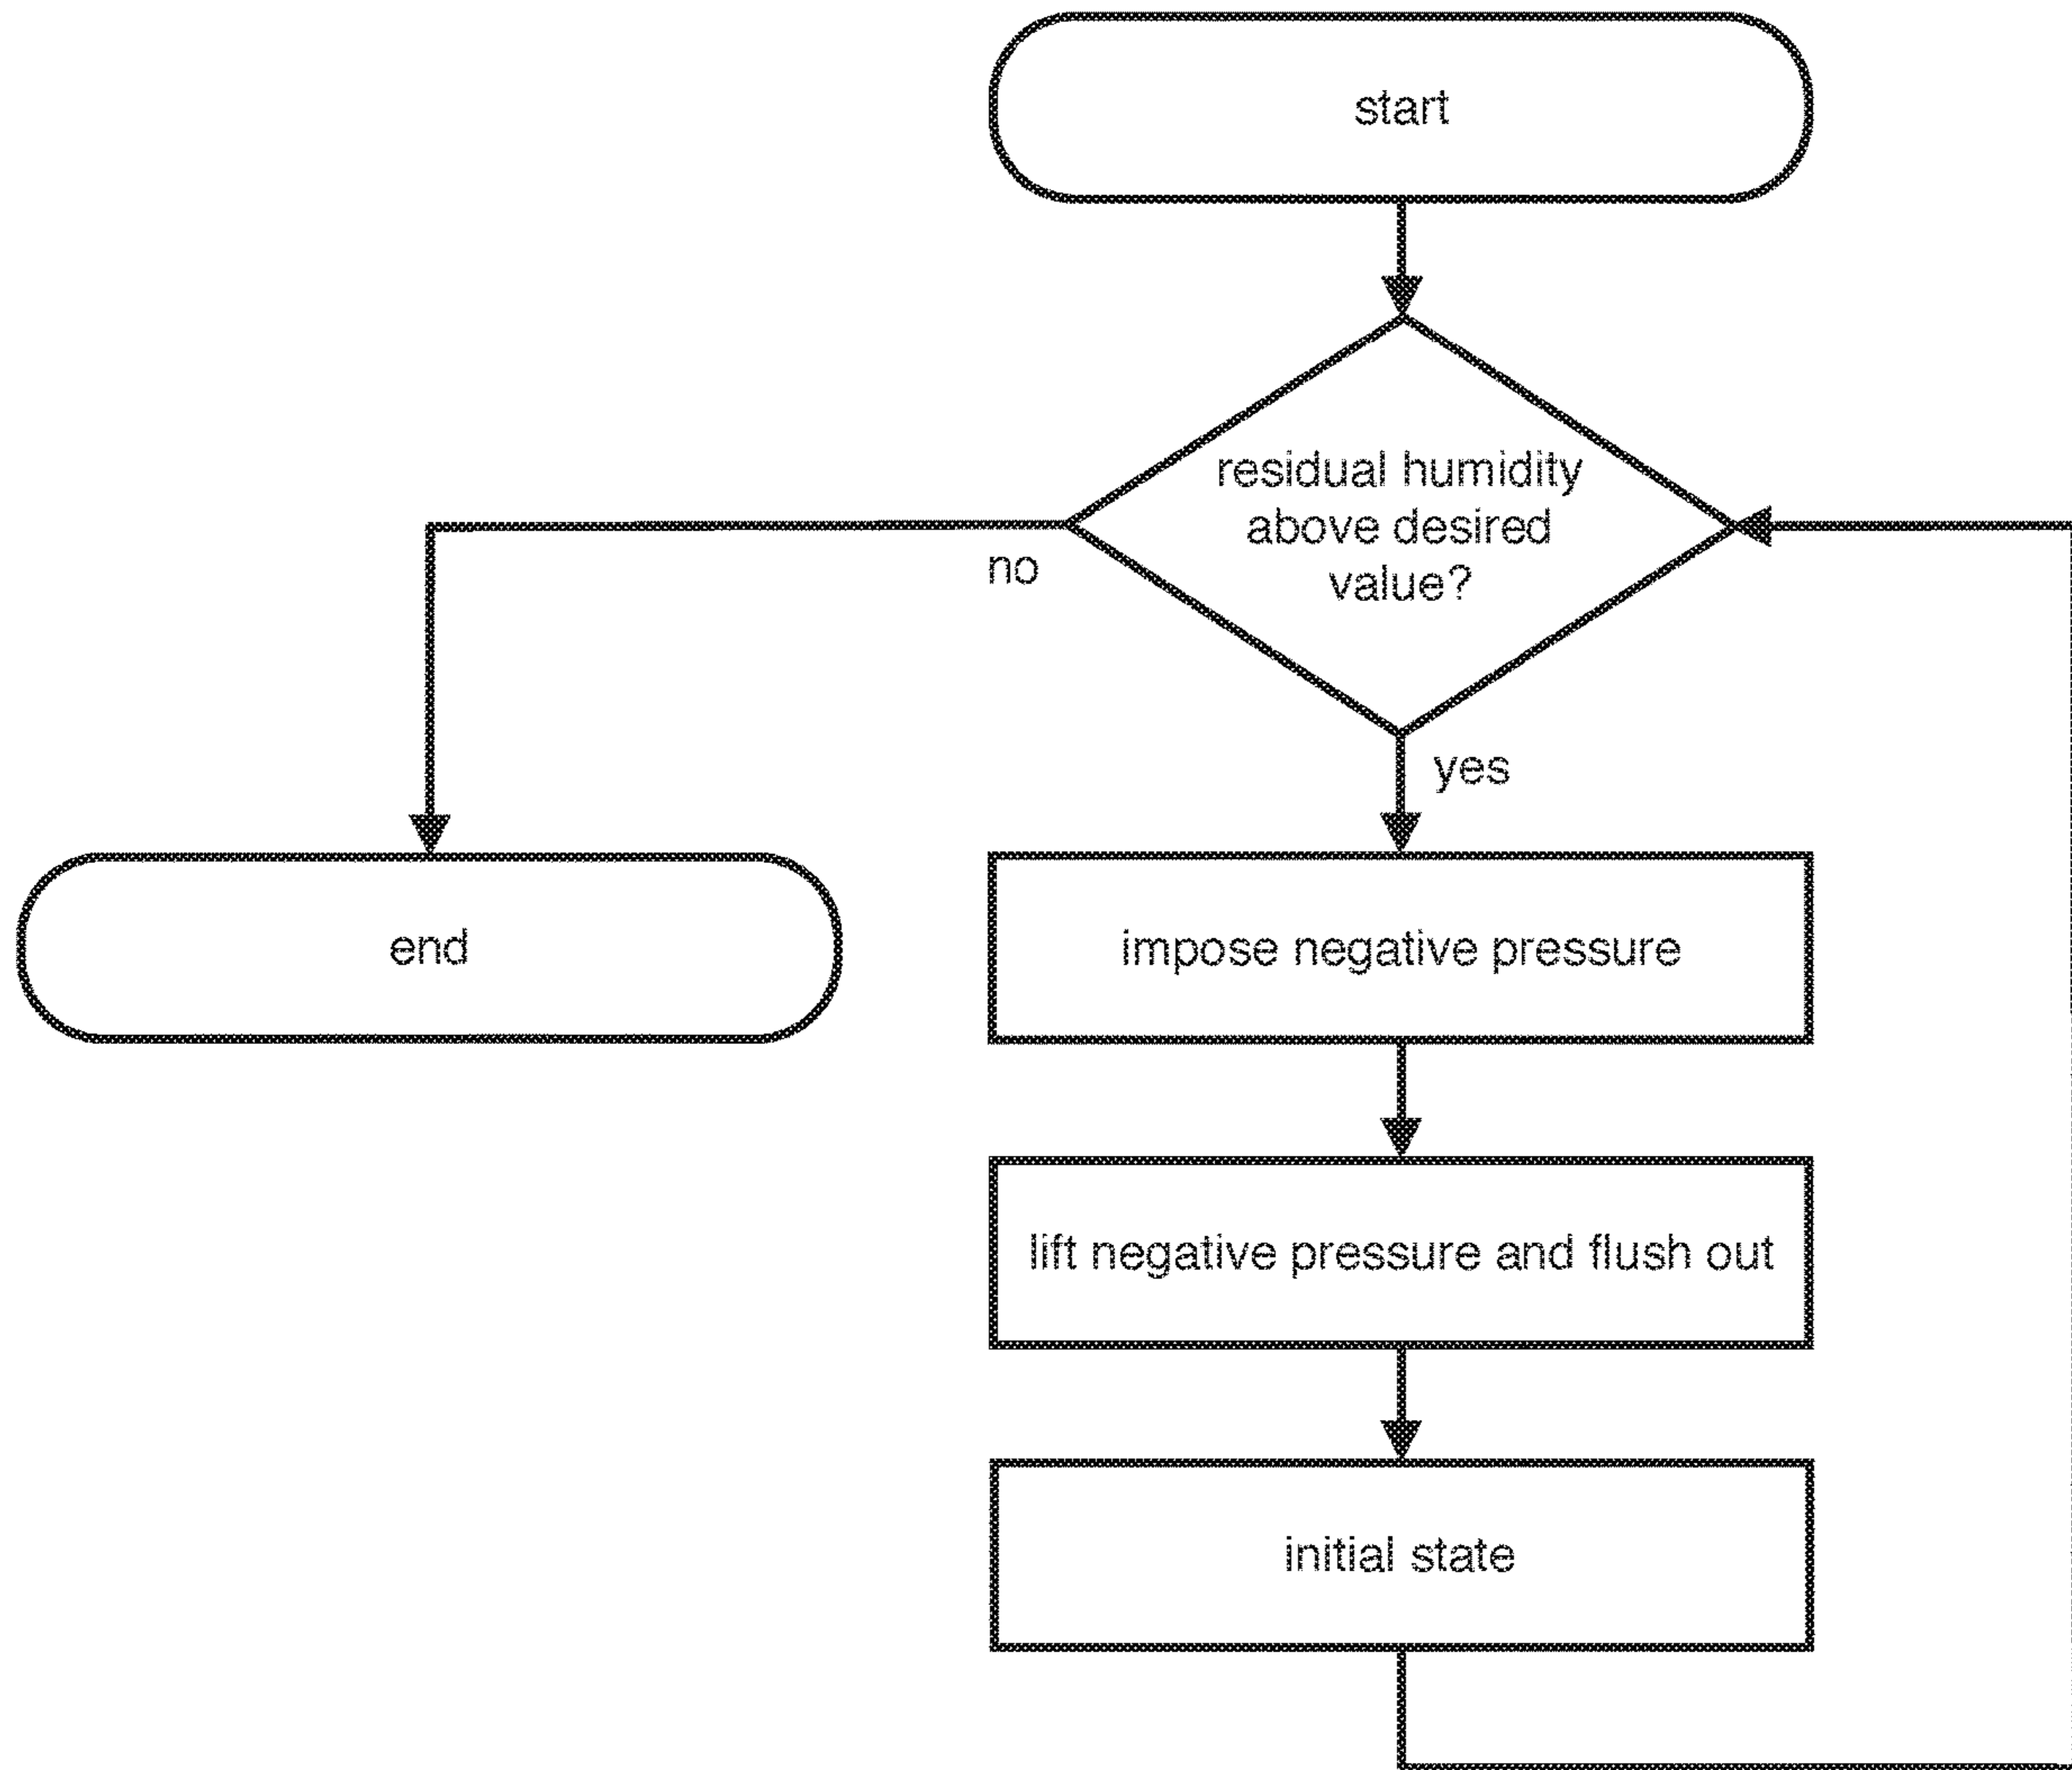 start
residual humidity
above desired
value?
no
yes
end
impose negative pressure
lift negative pressure and flush out
initial state